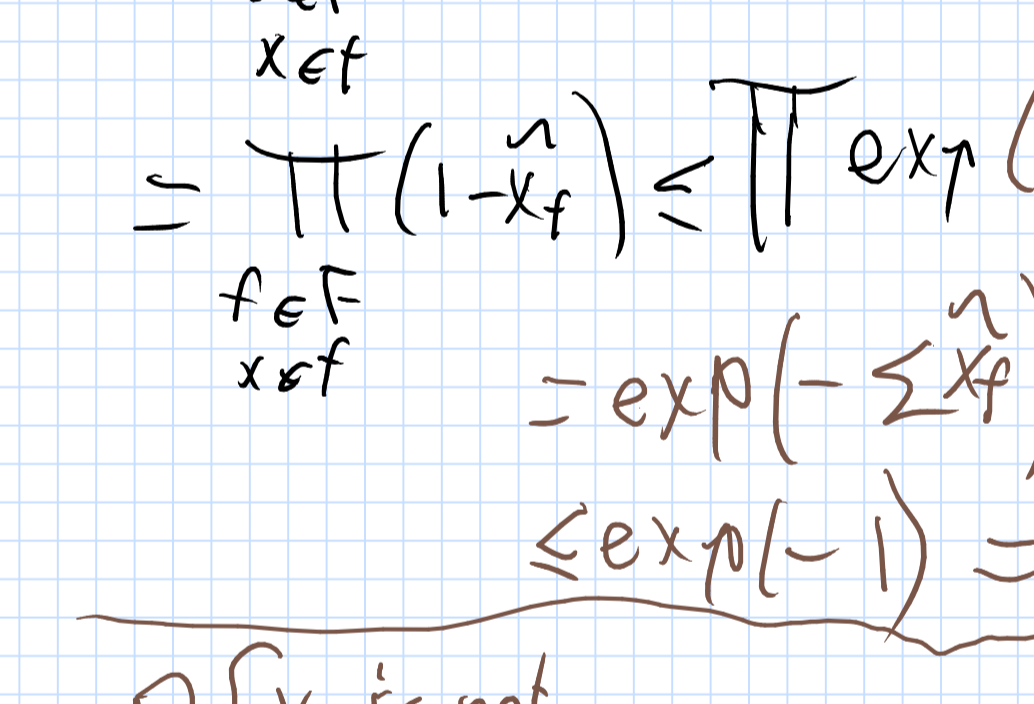 x ∈ f
= ∏ (1 - x̂_f) ≤ ∏ exp (
f ∈ F
x ∈ f
= exp(- ∑ x̂_f
≤ exp(- 1) =